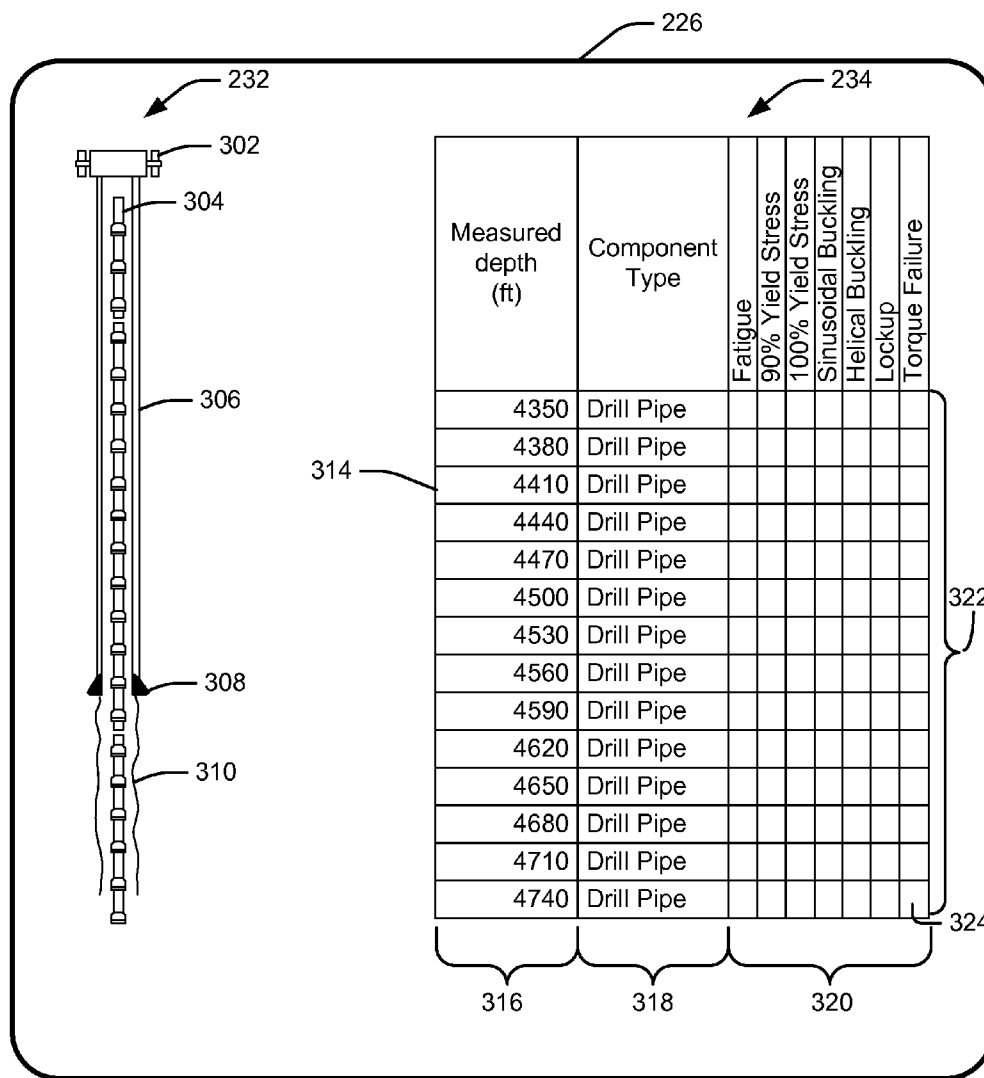 226
232
234
302
304
306
308
310
314
Measured
depth
(ft)
Component
Type
Fatigue
90% Yield Stress
100% Yield Stress
Sinusoidal Buckling
Helical Buckling
Lockup
Torque Failure
4350 Drill Pipe
4380 Drill Pipe
4410 Drill Pipe
4440 Drill Pipe
4470 Drill Pipe
4500 Drill Pipe
4530 Drill Pipe
4560 Drill Pipe
4590 Drill Pipe
4620 Drill Pipe
4650 Drill Pipe
4680 Drill Pipe
4710 Drill Pipe
4740 Drill Pipe
322
324
316
318
320